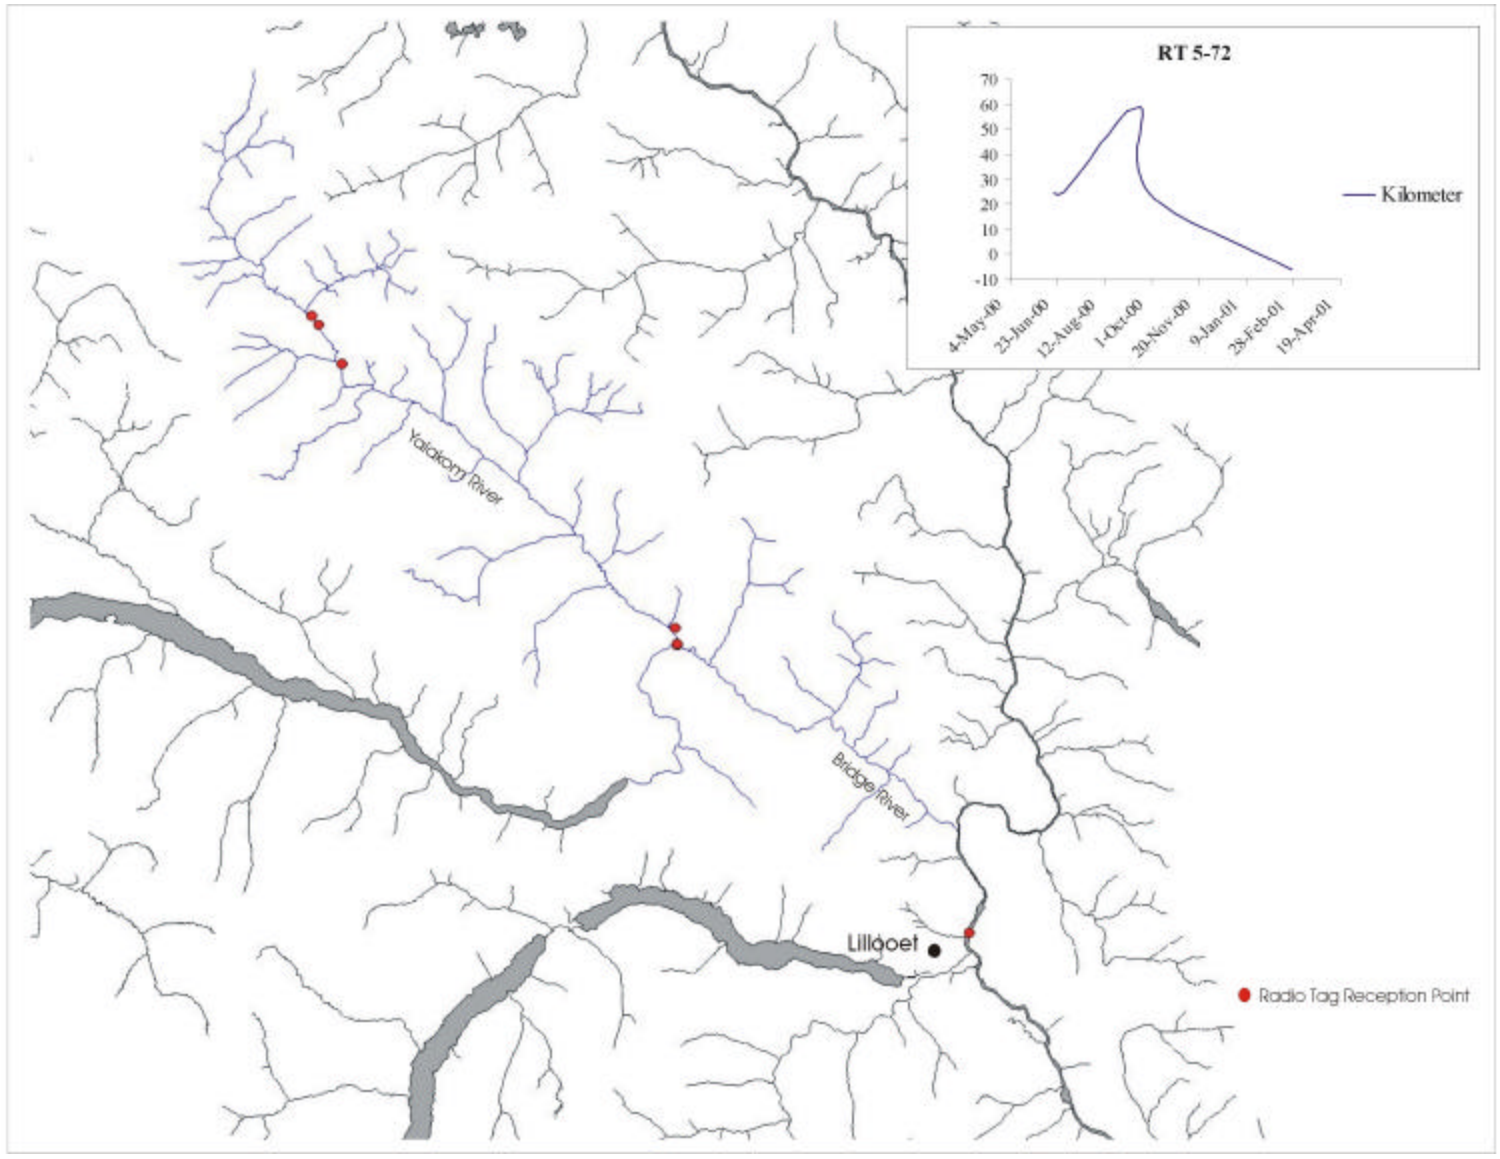 RT 5-72
70
60
50
40
30
20
10
0
-10
4-May-00
23-Jun-00
12-Aug-00
1-Oct-00
20-Nov-00
9-Jan-01
28-Feb-01
19-Apr-01
Kilometer
Yalakom River
Bridge River
Lillooet
Radio Tag Reception Point